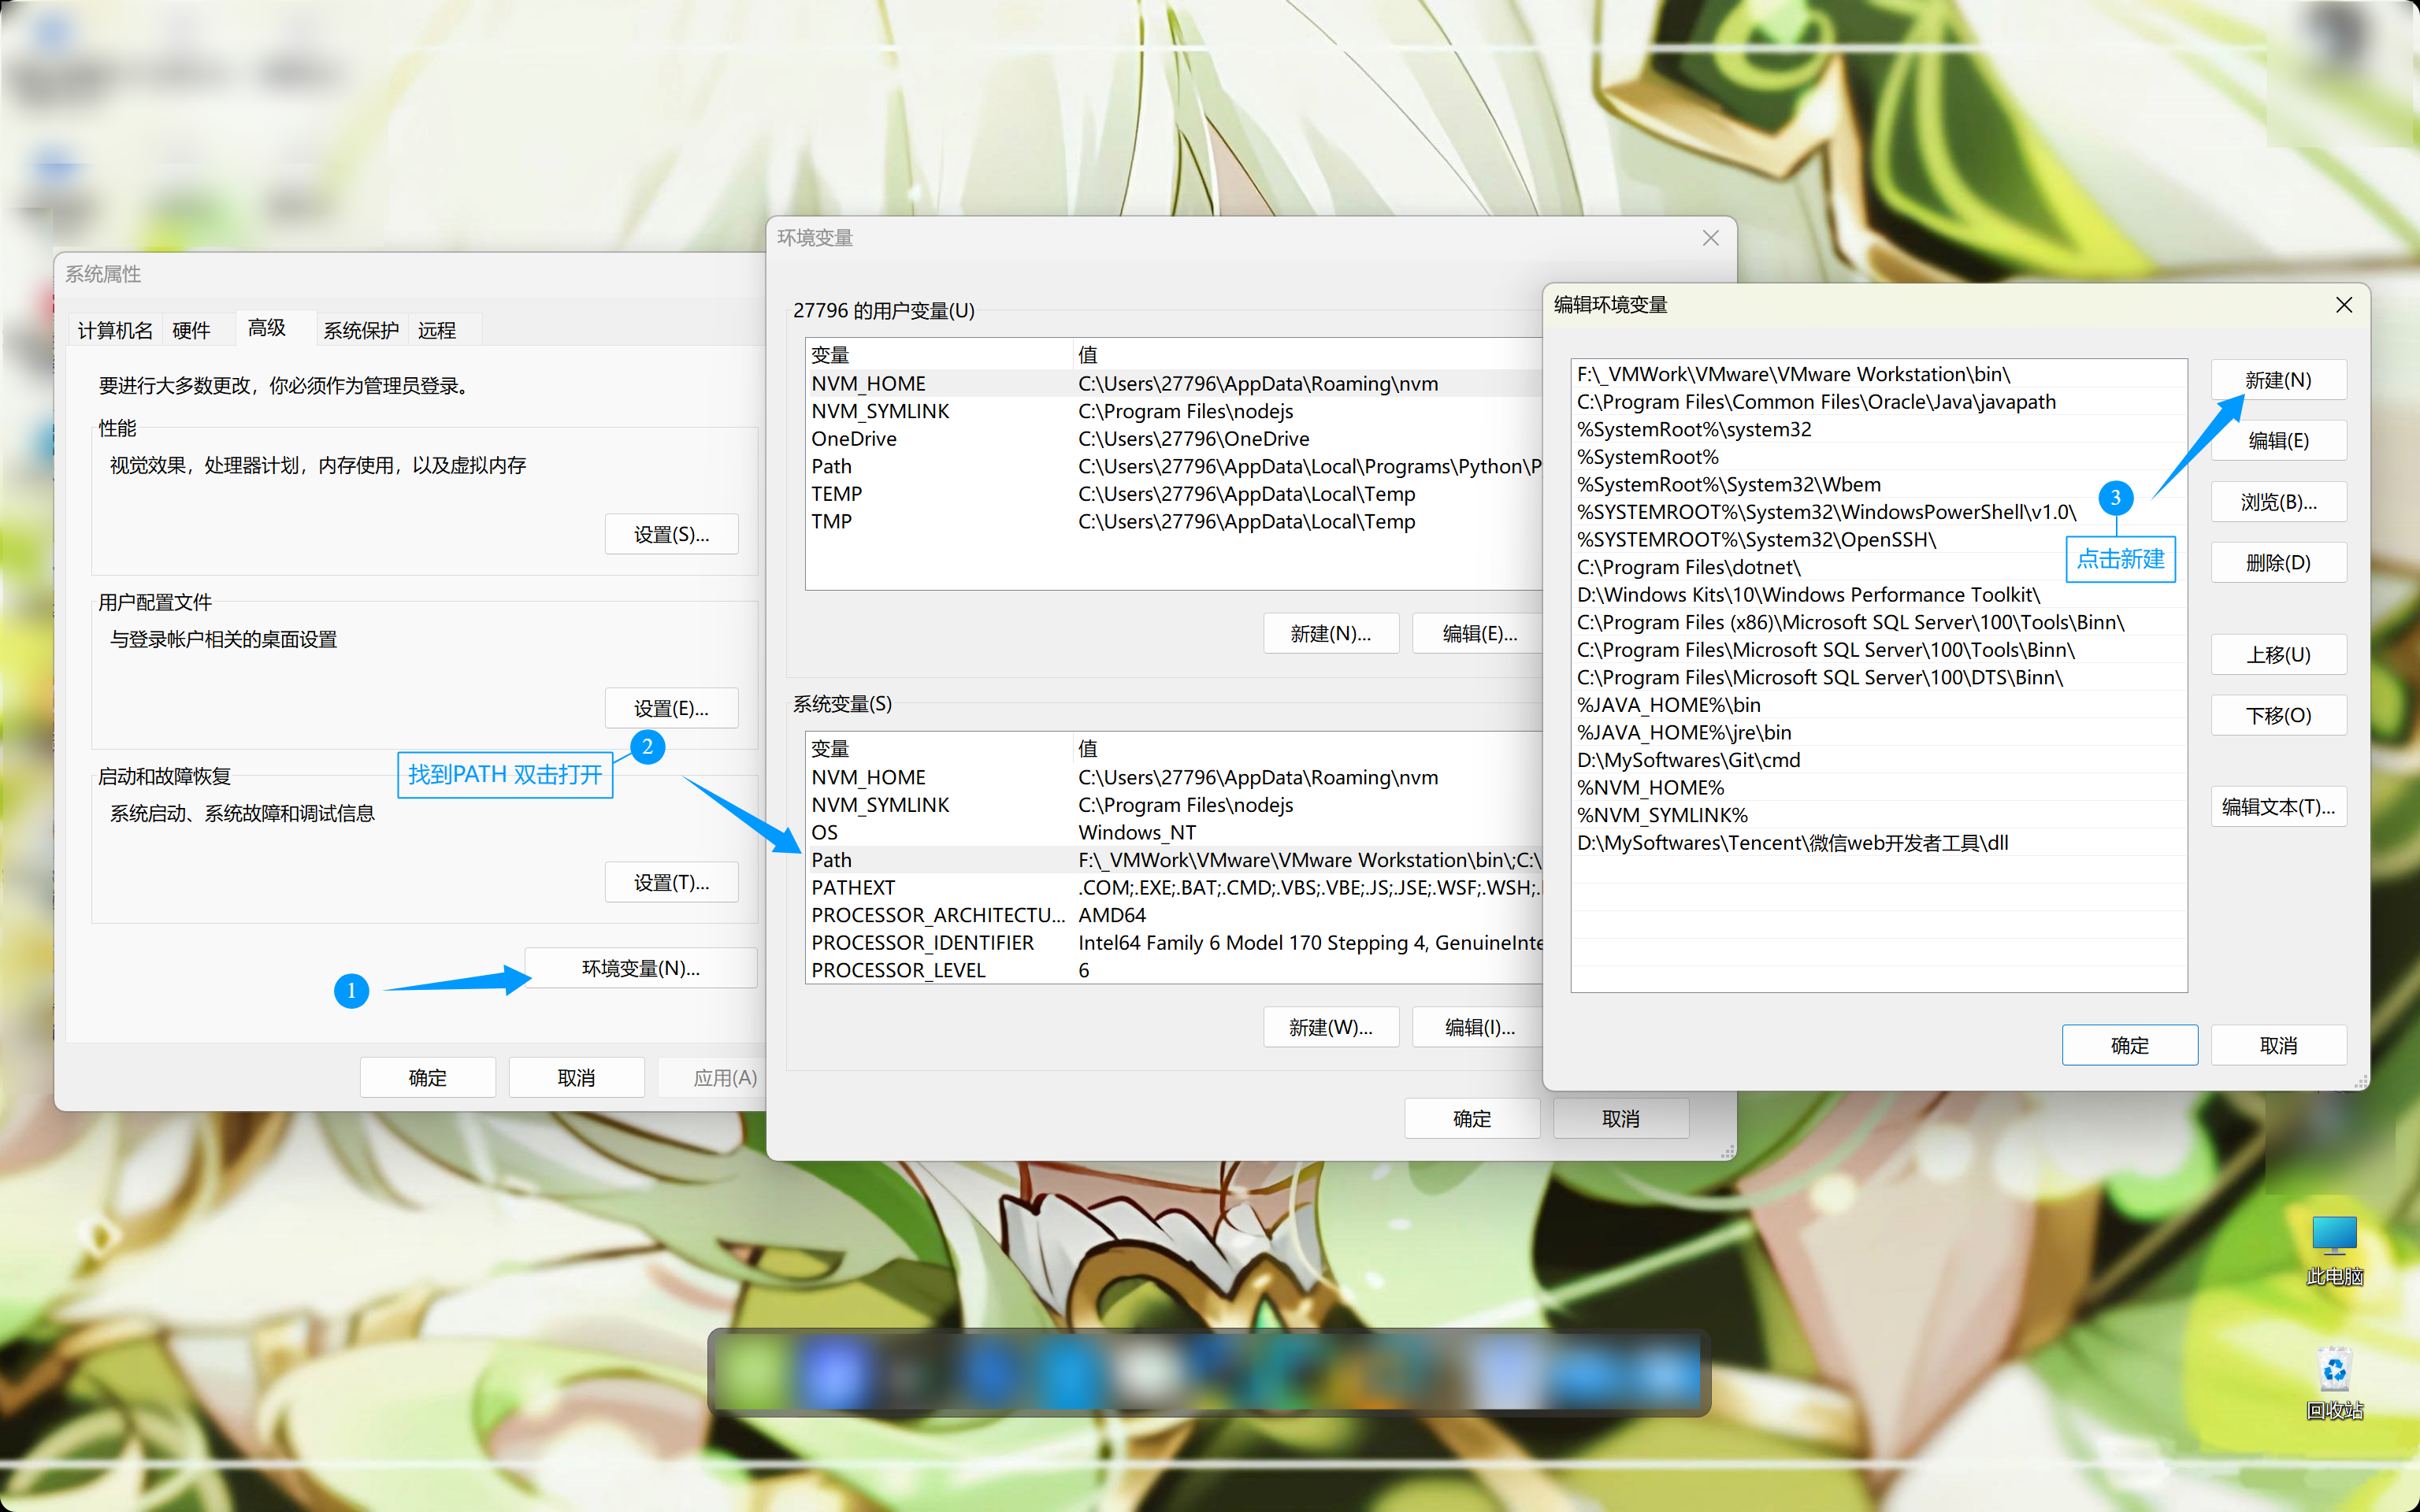 系统属性
计算机名
硬件
高级
系统保护
远程
要进行大多数更改，你必须作为管理员登录。
性能
视觉效果，处理器计划，内存使用，以及虚拟内存
设置(S)...
用户配置文件
与登录帐户相关的桌面设置
设置(E)...
启动和故障恢复
系统启动、系统故障和调试信息
设置(T)...
2
找到PATH 双击打开
1
环境变量(N)...
确定
取消
应用(A)
环境变量
27796 的用户变量(U)
变量 值
NVM_HOME C:\Users\27796\AppData\Roaming\nvm
NVM_SYMLINK C:\Program Files\nodejs
OneDrive C:\Users\27796\OneDrive
Path C:\Users\27796\AppData\Local\Programs\Python\P
TEMP C:\Users\27796\AppData\Local\Temp
TMP C:\Users\27796\AppData\Local\Temp
新建(N)...
编辑(E)...
系统变量(S)
变量 值
NVM_HOME C:\Users\27796\AppData\Roaming\nvm
NVM_SYMLINK C:\Program Files\nodejs
OS Windows_NT
Path F:\_VMWork\VMware\VMware Workstation\bin\;C:\
PATHEXT .COM;.EXE;.BAT;.CMD;.VBS;.VBE;.JS;.JSE;.WSF;.WSH;.
PROCESSOR_ARCHITECTU... AMD64
PROCESSOR_IDENTIFIER Intel64 Family 6 Model 170 Stepping 4, GenuineInte
PROCESSOR_LEVEL 6
新建(W)...
编辑(I)...
确定
取消
编辑环境变量
F:\_VMWork\VMware\VMware Workstation\bin\
C:\Program Files\Common Files\Oracle\Java\javapath
%SystemRoot%\system32
%SystemRoot%
%SystemRoot%\System32\Wbem
%SYSTEMROOT%\System32\WindowsPowerShell\v1.0\
%SYSTEMROOT%\System32\OpenSSH\
C:\Program Files\dotnet\
D:\Windows Kits\10\Windows Performance Toolkit\
C:\Program Files (x86)\Microsoft SQL Server\100\Tools\Binn\
C:\Program Files\Microsoft SQL Server\100\Tools\Binn\
C:\Program Files\Microsoft SQL Server\100\DTS\Binn\
%JAVA_HOME%\bin
%JAVA_HOME%\jre\bin
D:\MySoftwares\Git\cmd
%NVM_HOME%
%NVM_SYMLINK%
D:\MySoftwares\Tencent\微信web开发者工具\dll
3
点击新建
新建(N)
编辑(E)
浏览(B)...
删除(D)
上移(U)
下移(O)
编辑文本(T)...
确定
取消
此电脑
回收站